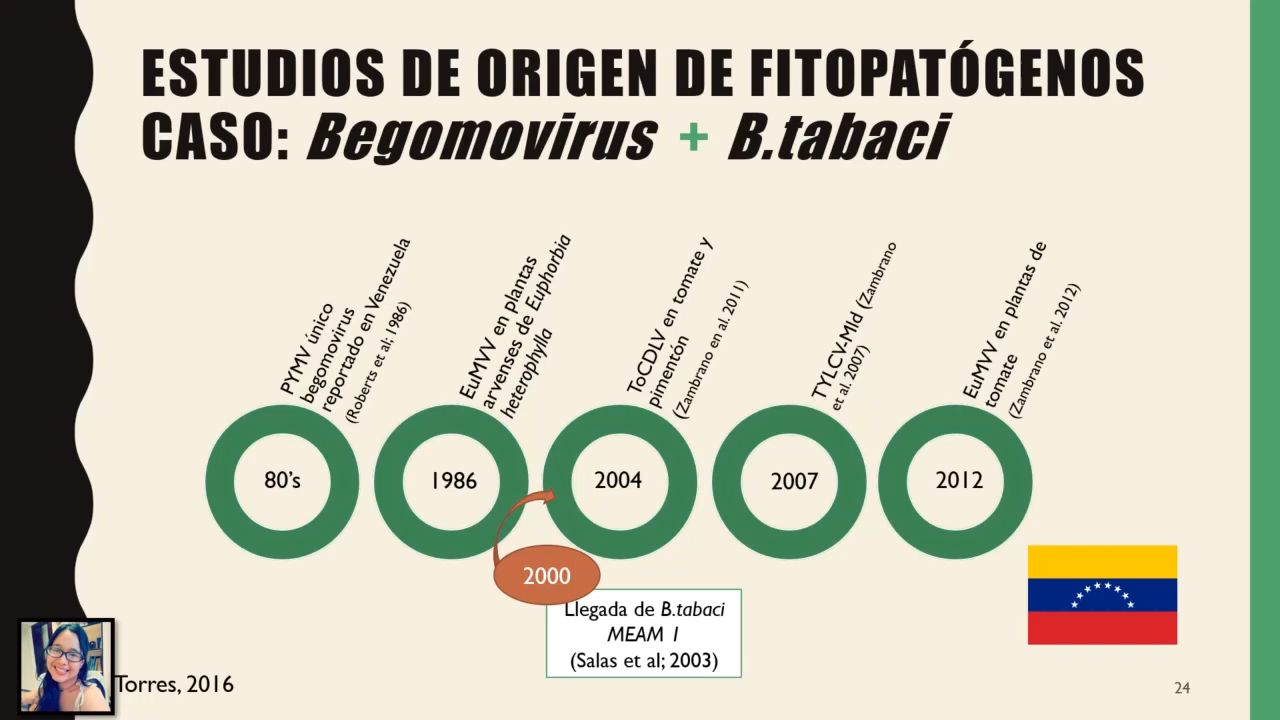 ESTUDIOS DE ORIGEN DE FITOPATÓGENOS
CASO: Begomovirus + B.tabaci
PYMV único
begomovirus
reportado en Venezuela
(Roberts et al; 1986)
EuMVV en plantas
arvenses de Euphorbia
heterophylla
ToCDLV en tomate y
pimentón
(Zambrano en al. 2011)
TYLCV-Mld (Zambrano
et al. 2007)
EuMVV en plantas de
tomate
(Zambrano et al. 2012)
80's
1986
2004
2007
2012
2000
Llegada de B.tabaci
MEAM 1
(Salas et al; 2003)
Torres, 2016
24